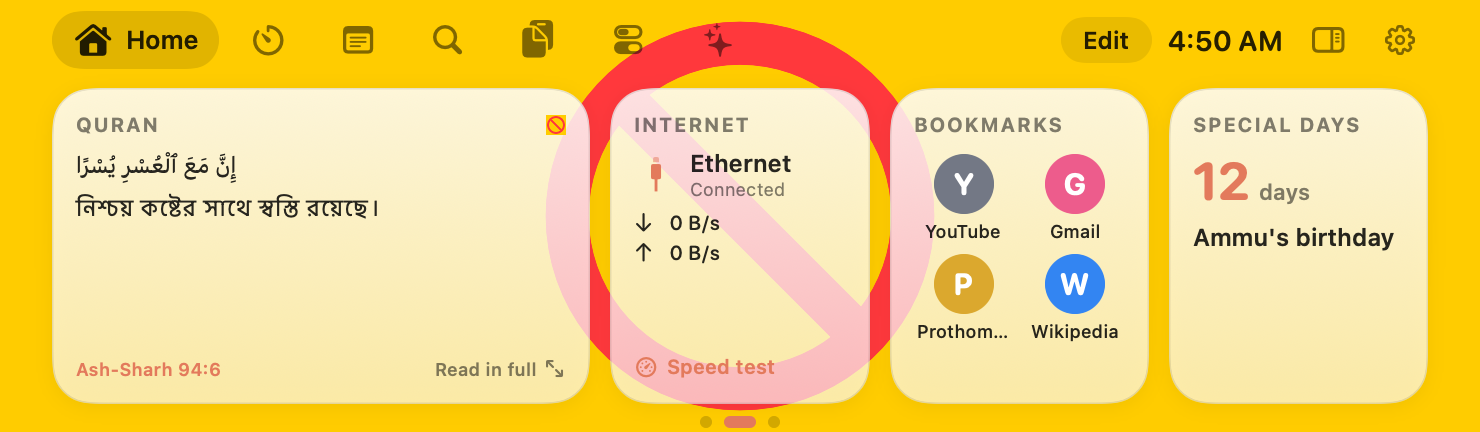 Home
Edit
4:50 AM
QURAN
إِنَّ مَعَ ٱلْعُسْرِ يُسْرًا
নিশ্চয় কষ্টের সাথে স্বস্তি রয়েছে।
Ash-Sharh 94:6
Read in full
INTERNET
Ethernet
Connected
0 B/s
0 B/s
Speed test
BOOKMARKS
Y
G
YouTube
Gmail
P
W
Prothom...
Wikipedia
SPECIAL DAYS
12 days
Ammu's birthday